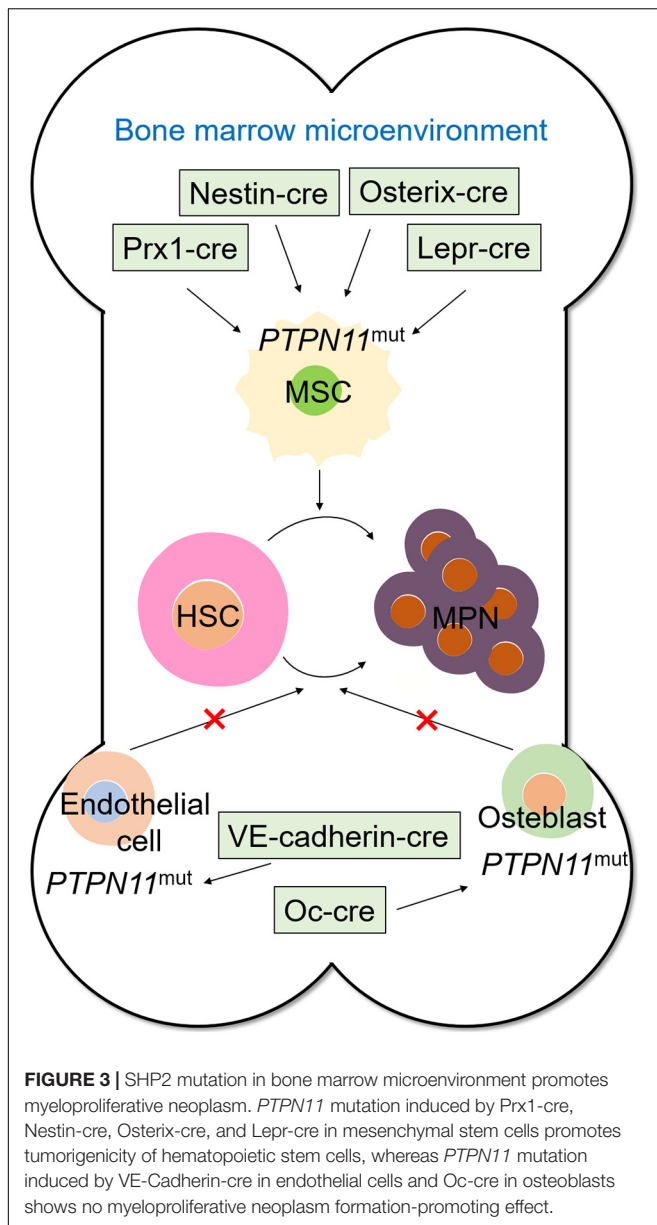 Bone marrow microenvironment
Nestin-cre
Osterix-cre
Prx1-cre
Lepr-cre
PTPN11mut
MSC
HSC
MPN
Endothelial
cell
Osteblast
VE-cadherin-cre
PTPN11mut
PTPN11mut
Oc-cre
FIGURE 3 | SHP2 mutation in bone marrow microenvironment promotes
myeloproliferative neoplasm. PTPN11 mutation induced by Prx1-cre,
Nestin-cre, Osterix-cre, and Lepr-cre in mesenchymal stem cells promotes
tumorigenicity of hematopoietic stem cells, whereas PTPN11 mutation
induced by VE-Cadherin-cre in endothelial cells and Oc-cre in osteoblasts
shows no myeloproliferative neoplasm formation-promoting effect.